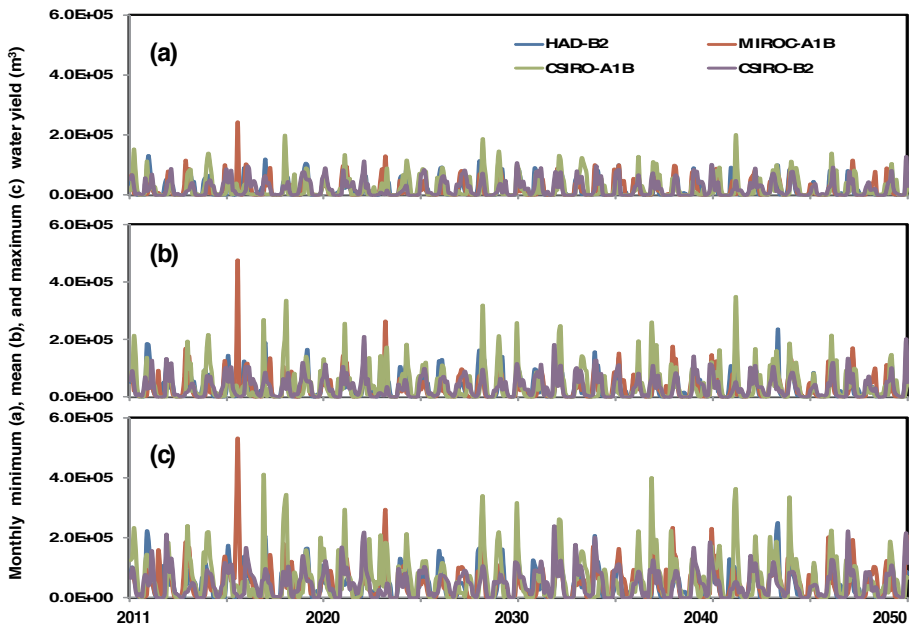 6.0E+05
(a)
HAD-B2 MIROC-A1B
CSIRO-A1B CSIRO-B2
4.0E+05
2.0E+05
0.0E+00
6.0E+05
(b)
4.0E+05
2.0E+05
0.0E+00
6.0E+05
(c)
4.0E+05
2.0E+05
0.0E+00
2011 2020 2030 2040 2050
Monthly minimum (a), mean (b), and maximum (c) water yield (m³)